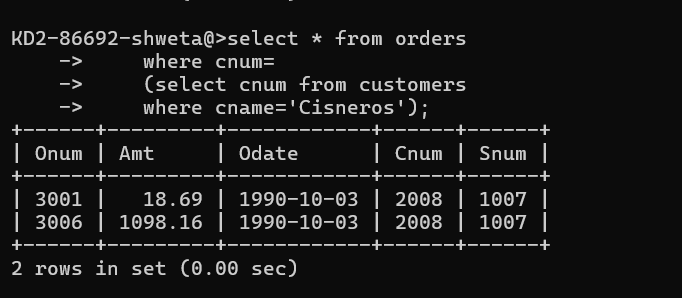 KD2-86692-shweta@>select * from orders
    ->     where cnum=
    ->     (select cnum from customers
    ->     where cname='Cisneros');
+------+---------+------------+------+------+
| Onum | Amt     | Odate      | Cnum | Snum |
+------+---------+------------+------+------+
| 3001 |   18.69 | 1990-10-03 | 2008 | 1007 |
| 3006 | 1098.16 | 1990-10-03 | 2008 | 1007 |
+------+---------+------------+------+------+
2 rows in set (0.00 sec)